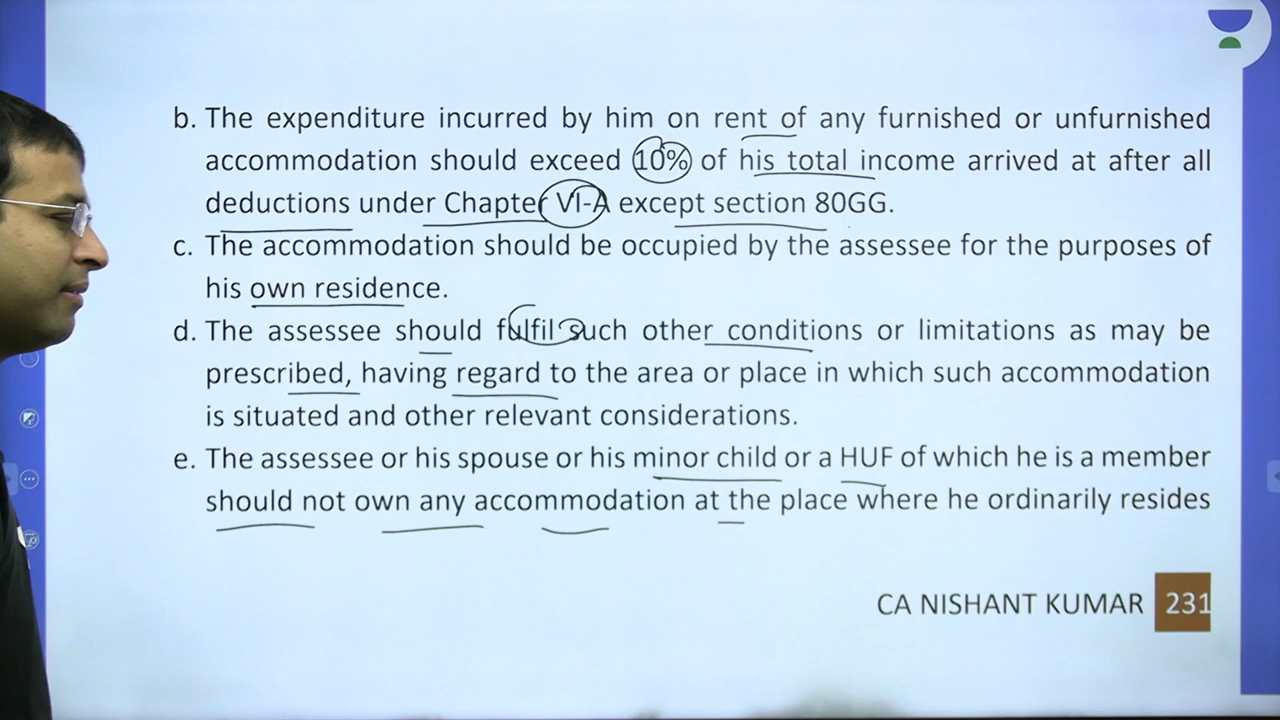 b. The expenditure incurred by him on rent of any furnished or unfurnished
accommodation should exceed 10% of his total income arrived at after all
deductions under Chapter VI-A except section 80GG.
c. The accommodation should be occupied by the assessee for the purposes of
his own residence.
d. The assessee should fulfil such other conditions or limitations as may be
prescribed, having regard to the area or place in which such accommodation
is situated and other relevant considerations.
e. The assessee or his spouse or his minor child or a HUF of which he is a member
should not own any accommodation at the place where he ordinarily resides
CA NISHANT KUMAR 231